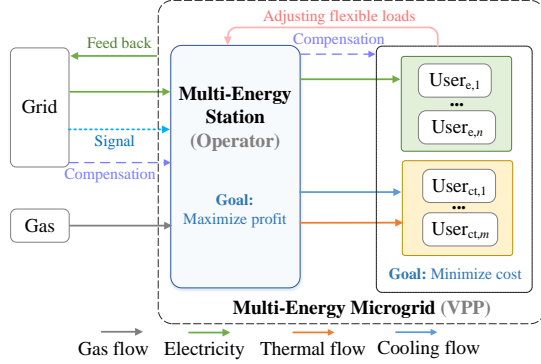 Adjusting flexible loads
Feed back
Compensation
Grid
Multi-Energy
Station
(Operator)
User_e,1
...
User_e,n
Signal
Compensation
Goal:
Maximize profit
User_ct,1
...
User_ct,m
Gas
Goal: Minimize cost
Multi-Energy Microgrid (VPP)
Gas flow
Electricity
Thermal flow
Cooling flow